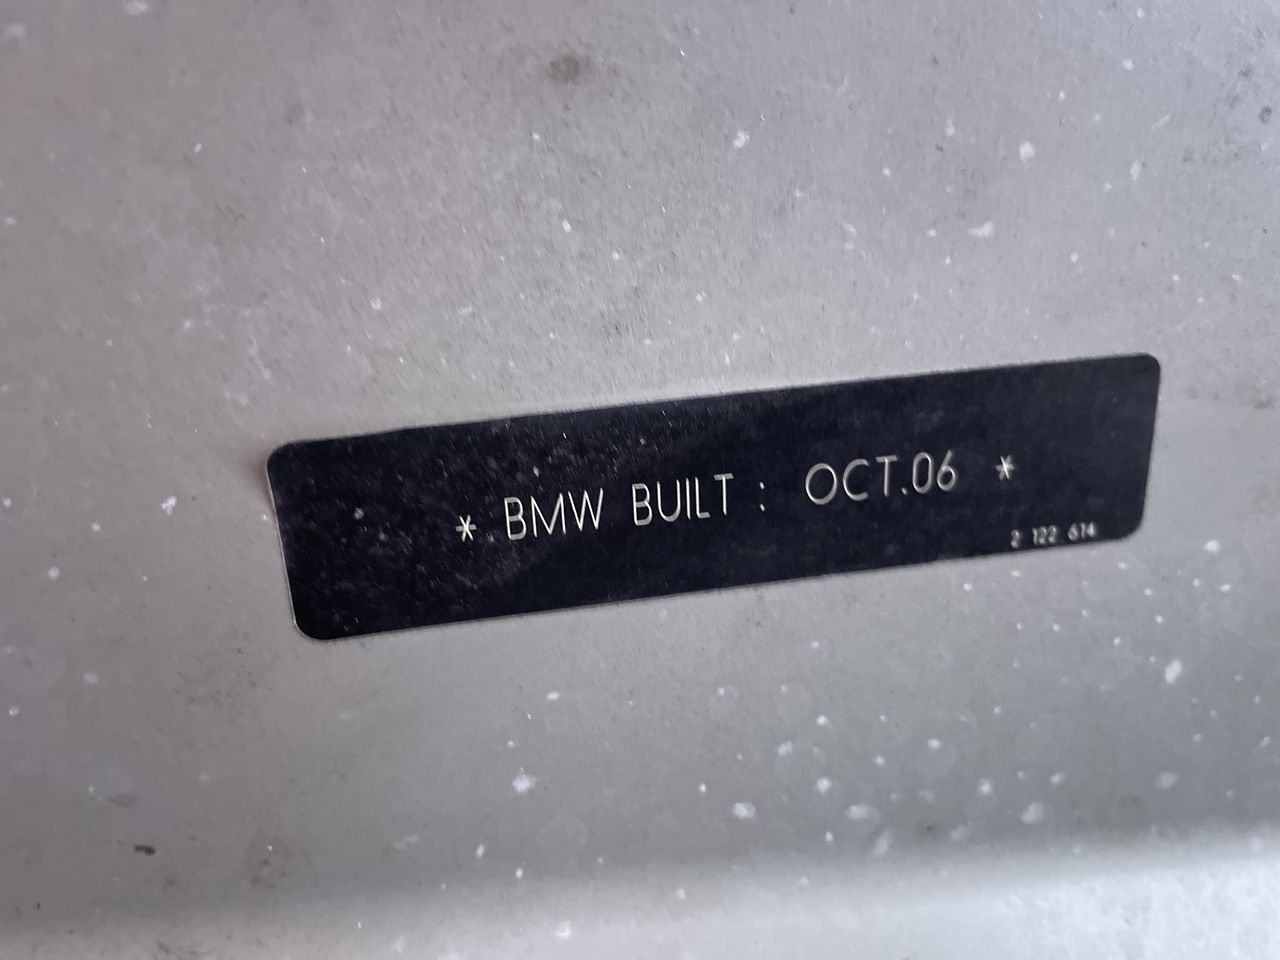 * BMW BUILT : OCT.06 *
2 122 614